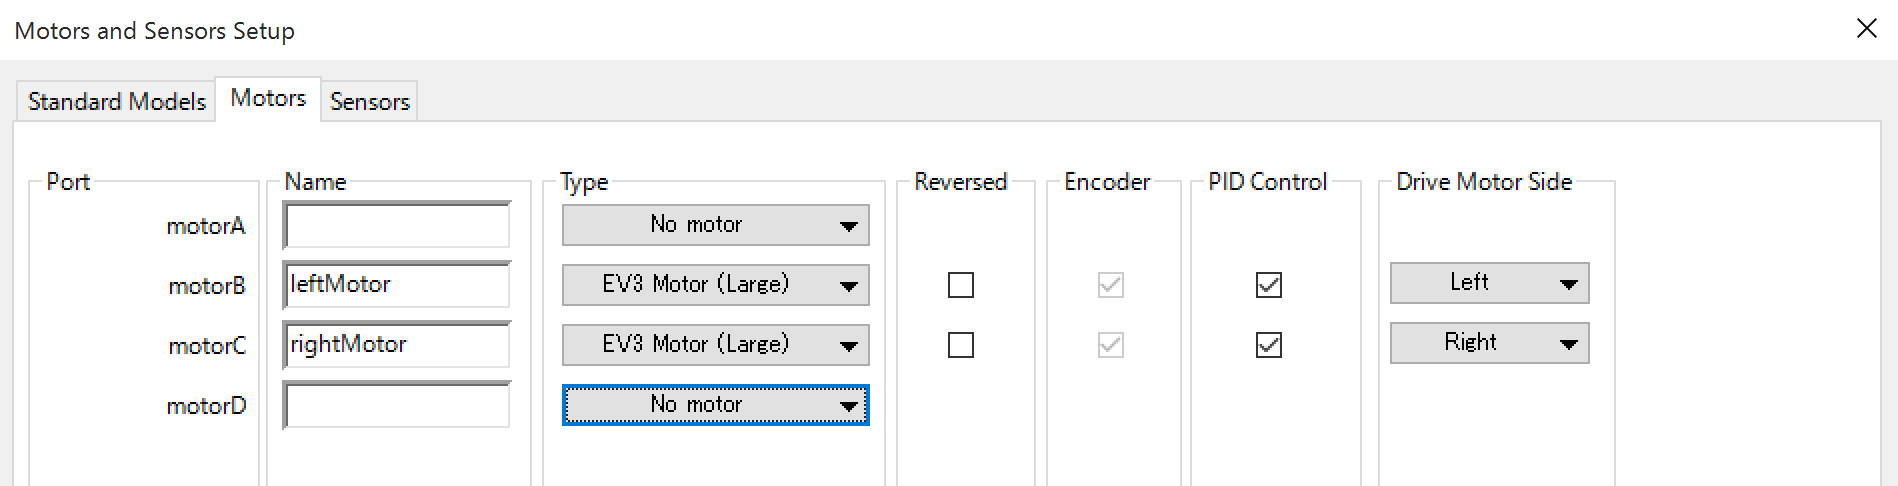 Motors and Sensors Setup
Standard Models Motors Sensors
Port Name Type Reversed Encoder PID Control Drive Motor Side
motorA No motor
motorB leftMotor EV3 Motor (Large) Left
motorC rightMotor EV3 Motor (Large) Right
motorD No motor